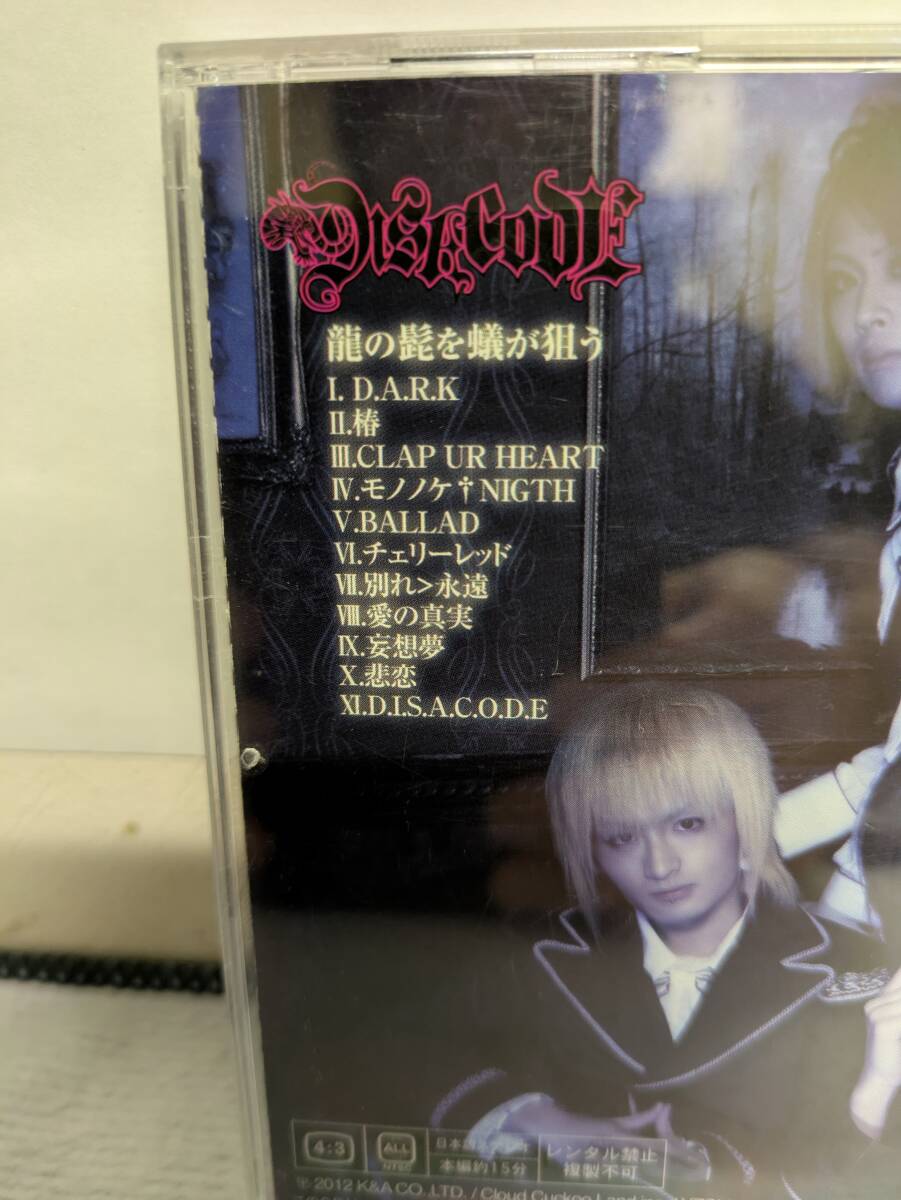 DISACODE
龍の髭を蟻が狙う
I. D.A.R.K
II.椿
III.CLAP UR HEART
IV.モノノケ†NIGTH
V.BALLAD
VI.チェリーレッド
VII.別れ>永遠
VIII.愛の真実
IX.妄想夢
X.悲恋
XI.D.I.S.A.C.O.D.E
4:3
ALL
NTSC
日本
本編約15分
レンタル禁止
複製不可
℗2012 K&A CO.,LTD. / Cloud Cuckoo Land